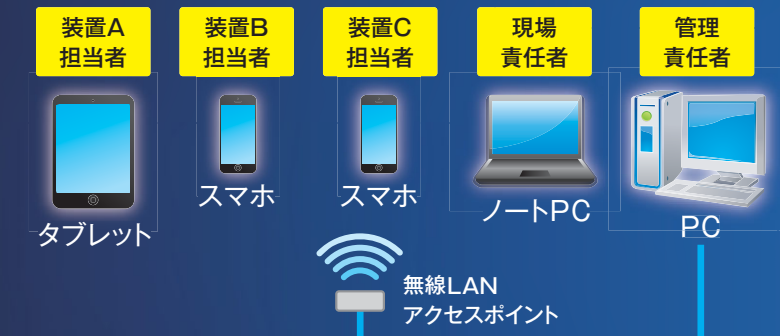 装置A
担当者
装置B
担当者
装置C
担当者
現場
責任者
管理
責任者
タブレット
スマホ
スマホ
ノートPC
PC
無線LAN
アクセスポイント